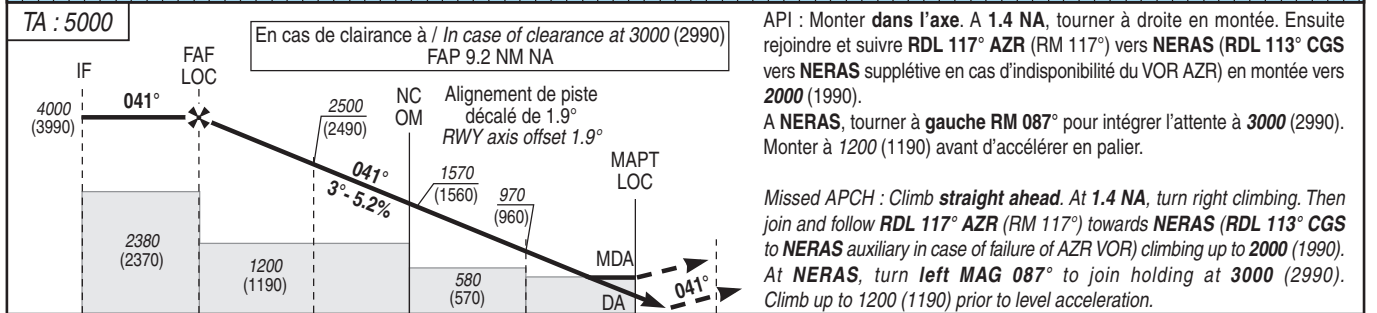 TA : 5000
En cas de clairance à / In case of clearance at 3000 (2990)
FAP 9.2 NM NA
IF
FAF
LOC
4000
(3990)
041°
2500
(2490)
NC
OM
Alignement de piste
décalé de 1.9°
RWY axis offset 1.9°
MAPT
LOC
041°
3°- 5.2%
1570
(1560)
970
(960)
2380
(2370)
1200
(1190)
580
(570)
MDA
DA
041°
API : Monter dans l'axe. A 1.4 NA, tourner à droite en montée. Ensuite
rejoindre et suivre RDL 117° AZR (RM 117°) vers NERAS (RDL 113° CGS
vers NERAS supplétive en cas d'indisponibilité du VOR AZR) en montée vers
2000 (1990).
A NERAS, tourner à gauche RM 087° pour intégrer l'attente à 3000 (2990).
Monter à 1200 (1190) avant d'accélérer en palier.
Missed APCH : Climb straight ahead. At 1.4 NA, turn right climbing. Then
join and follow RDL 117° AZR (RM 117°) towards NERAS (RDL 113° CGS
to NERAS auxiliary in case of failure of AZR VOR) climbing up to 2000 (1990).
At NERAS, turn left MAG 087° to join holding at 3000 (2990).
Climb up to 1200 (1190) prior to level acceleration.